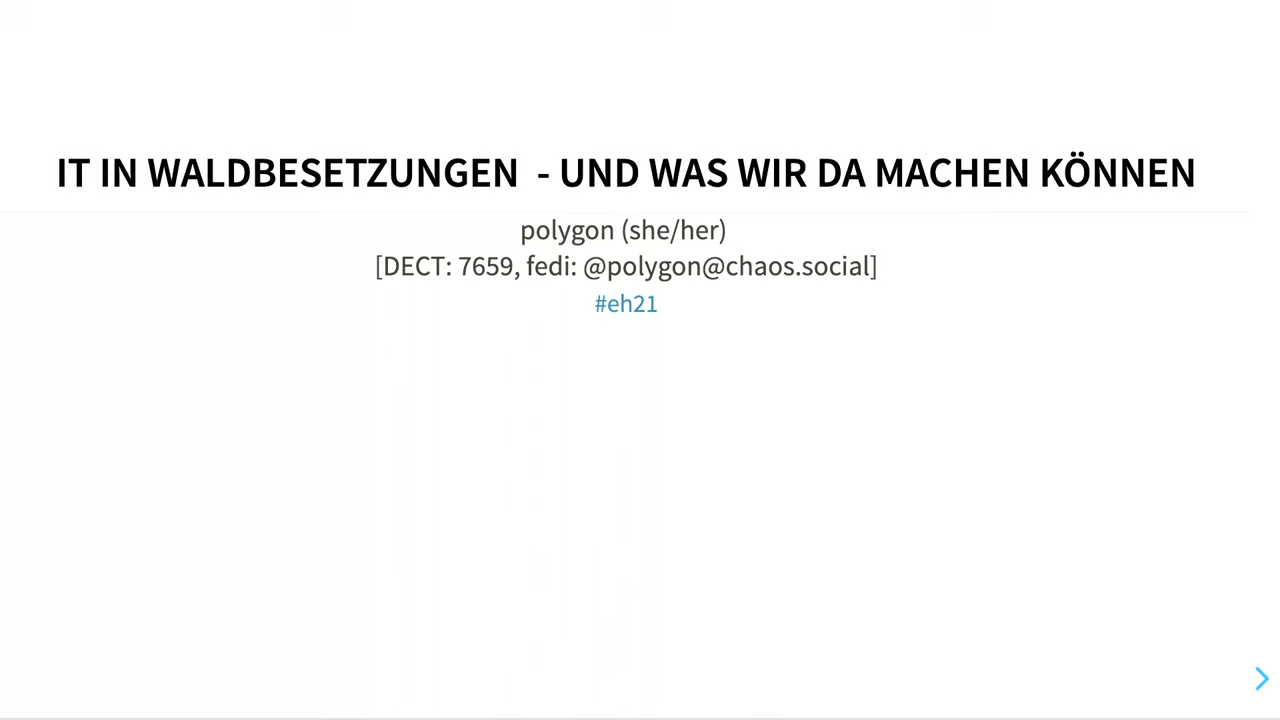 IT IN WALDBESETZUNGEN - UND WAS WIR DA MACHEN KÖNNEN
polygon (she/her)
[DECT: 7659, fedi: @polygon@chaos.social]
#eh21